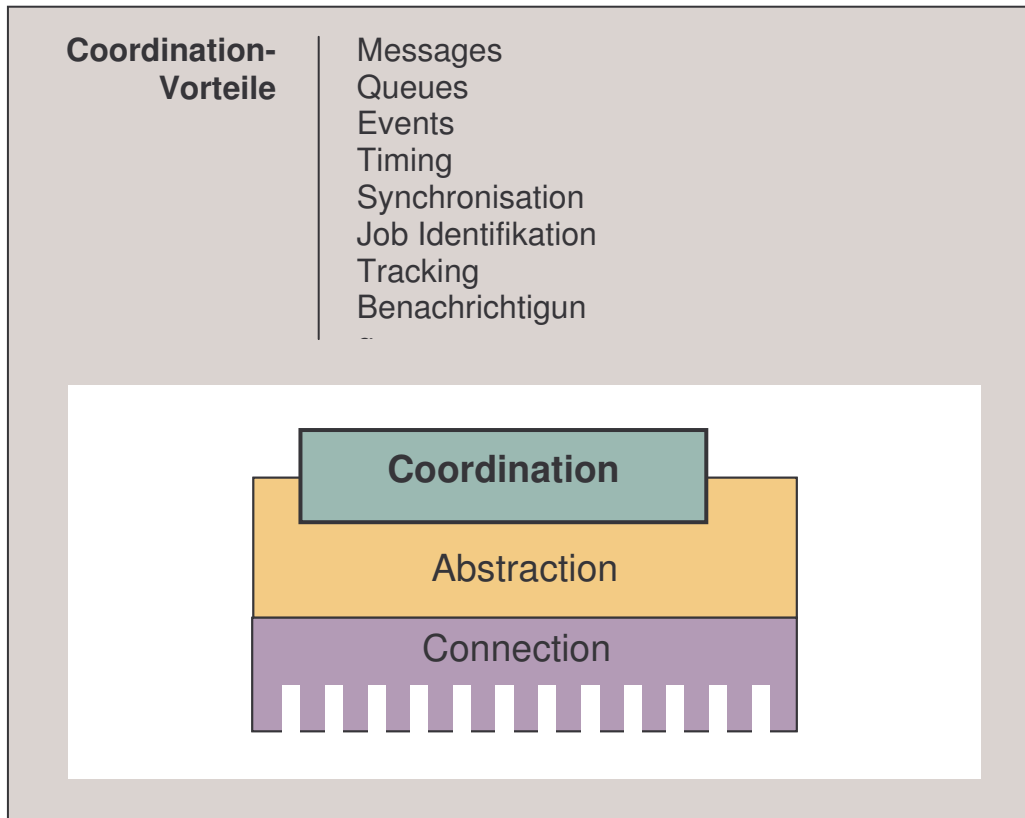 Coordination-
Vorteile
Messages
Queues
Events
Timing
Synchronisation
Job Identifikation
Tracking
Benachrichtigun
Coordination
Abstraction
Connection